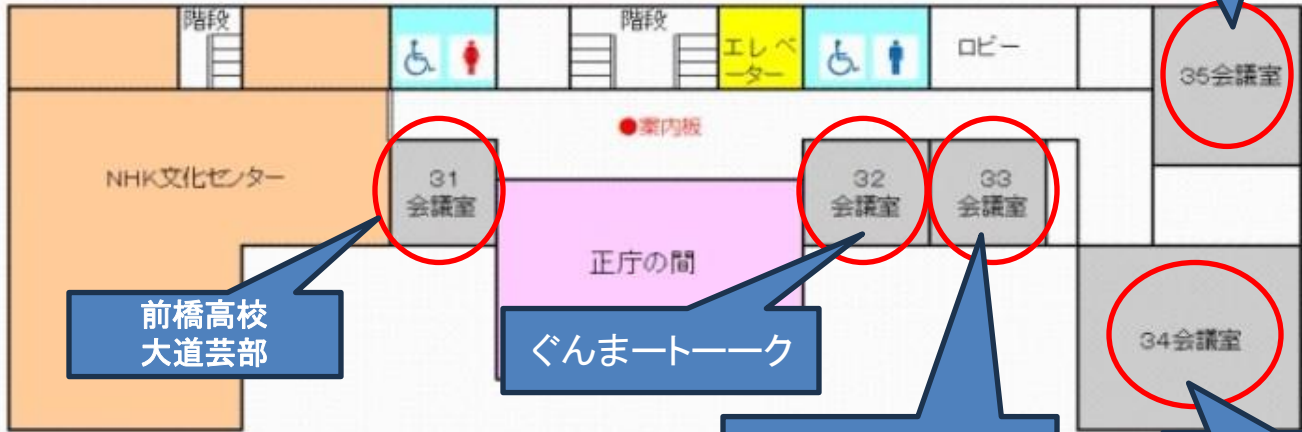 階段
階段
エレベ
ーター
ロビー
35会議室
●案内板
NHK文化センター
31
会議室
32
会議室
33
会議室
正庁の間
34会議室
前橋高校
大道芸部
ぐんまートーーク